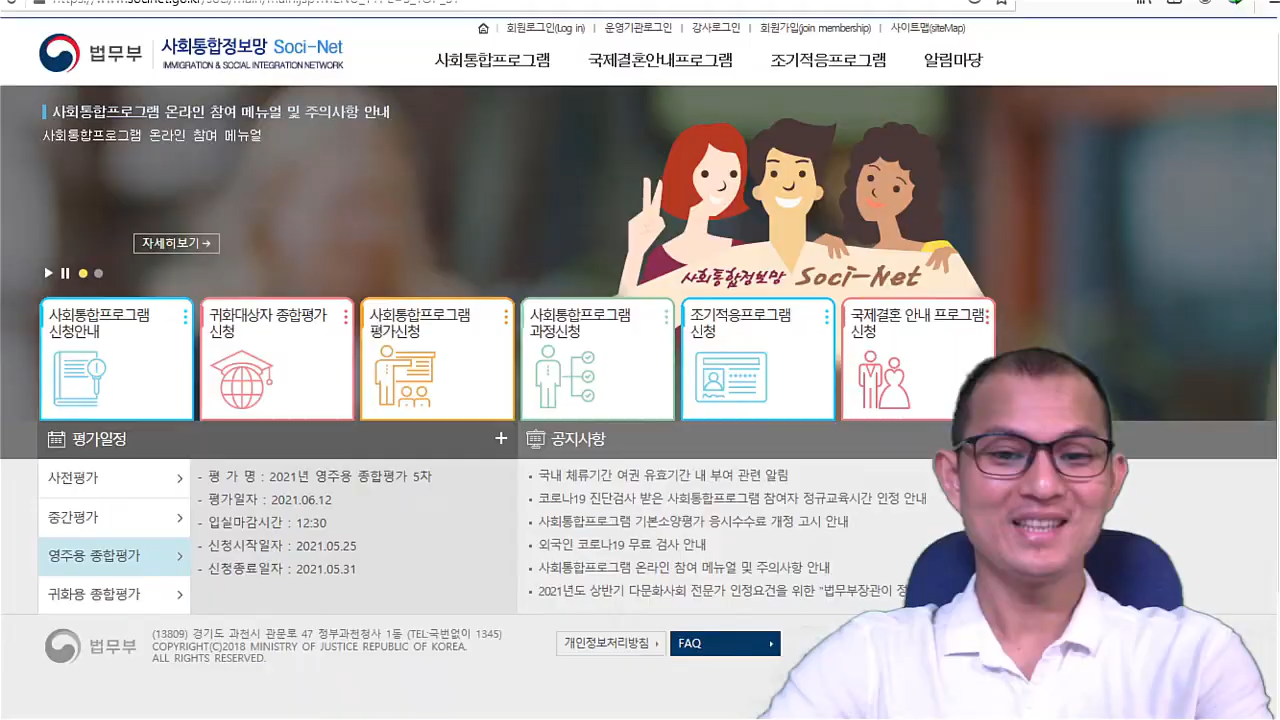 회원로그인(Log in) | 운영기관로그인 | 강사로그인 | 회원가입(join membership) | 사이트맵(siteMap)
법무부
사회통합정보망 Soci-Net
IMMIGRATION & SOCIAL INTEGRATION NETWORK
사회통합프로그램 국제결혼안내프로그램 조기적응프로그램 알림마당
사회통합프로그램 온라인 참여 메뉴얼 및 주의사항 안내
사회통합프로그램 온라인 참여 메뉴얼
자세히보기
사회통합정보망 Soci-Net
사회통합프로그램
신청안내
귀화대상자 종합평가
신청
사회통합프로그램
평가신청
사회통합프로그램
과정신청
조기적응프로그램
신청
국제결혼 안내 프로그램
신청
평가일정 +
사전평가
중간평가
영주용 종합평가
귀화용 종합평가
- 평 가 명 : 2021년 영주용 종합평가 5차
- 평가일자 : 2021.06.12
- 입실마감시간 : 12:30
- 신청시작일자 : 2021.05.25
- 신청종료일자 : 2021.05.31
공지사항
국내 체류기간 여권 유효기간 내 부여 관련 알림
코로나19 진단검사 받은 사회통합프로그램 참여자 정규교육시간 인정 안내
사회통합프로그램 기본소양평가 응시수수료 개정 고시 안내
외국인 코로나19 무료 검사 안내
사회통합프로그램 온라인 참여 메뉴얼 및 주의사항 안내
2021년도 상반기 다문화사회 전문가 인정요건을 위한 "법무부장관이 정
법무부
(13809) 경기도 과천시 관문로 47 정부과천청사 1동 (TEL:국번없이 1345)
COPYRIGHT(C)2018 MINISTRY OF JUSTICE REPUBLIC OF KOREA.
ALL RIGHTS RESERVED.
개인정보처리방침
FAQ